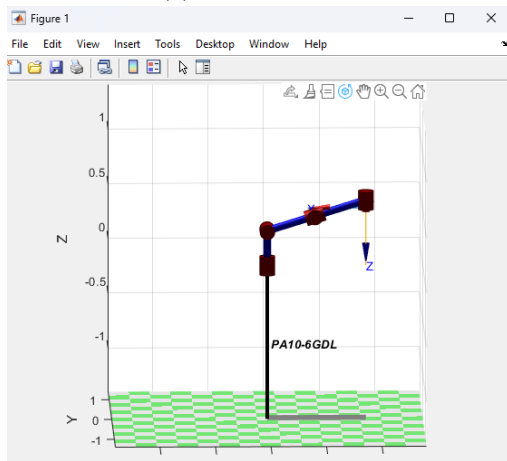 Figure 1
File Edit View Insert Tools Desktop Window Help
1
0.5
0
Z
-0.5
Z
-1
PA10-6GDL
1
Y 0
-1